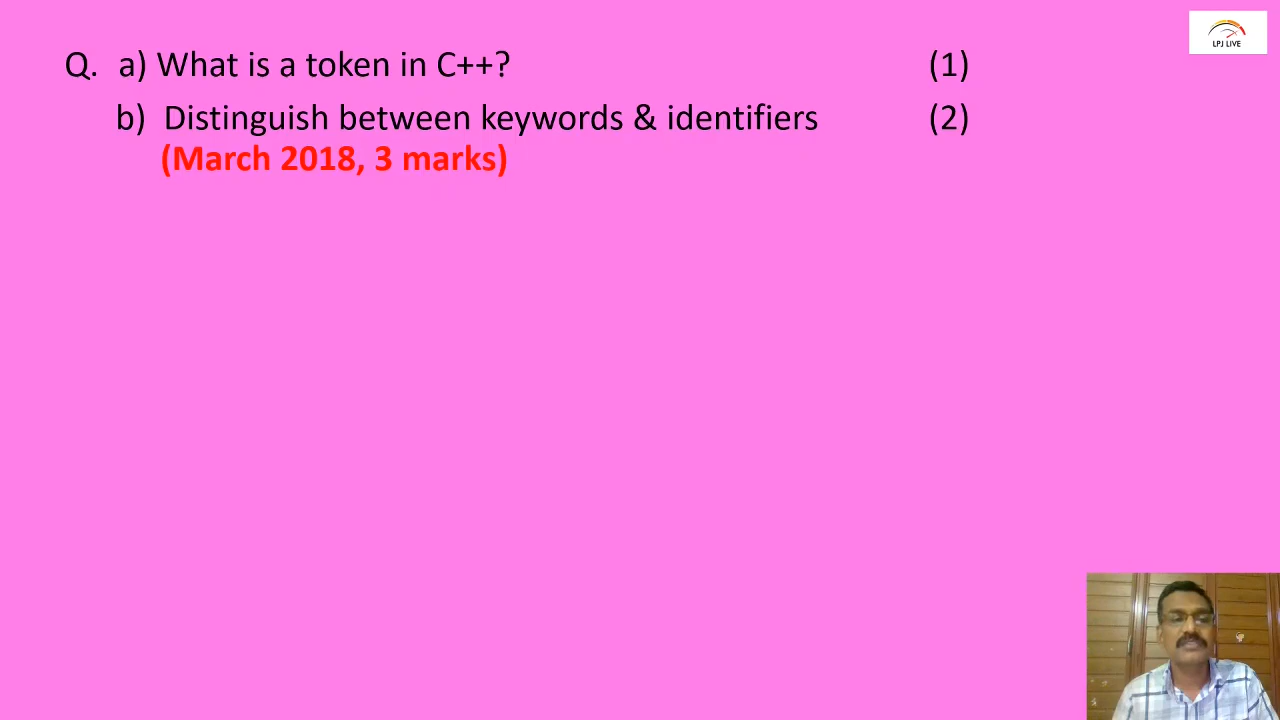 Q. a) What is a token in C++? (1)
b) Distinguish between keywords & identifiers (2)
(March 2018, 3 marks)
LPJ LIVE